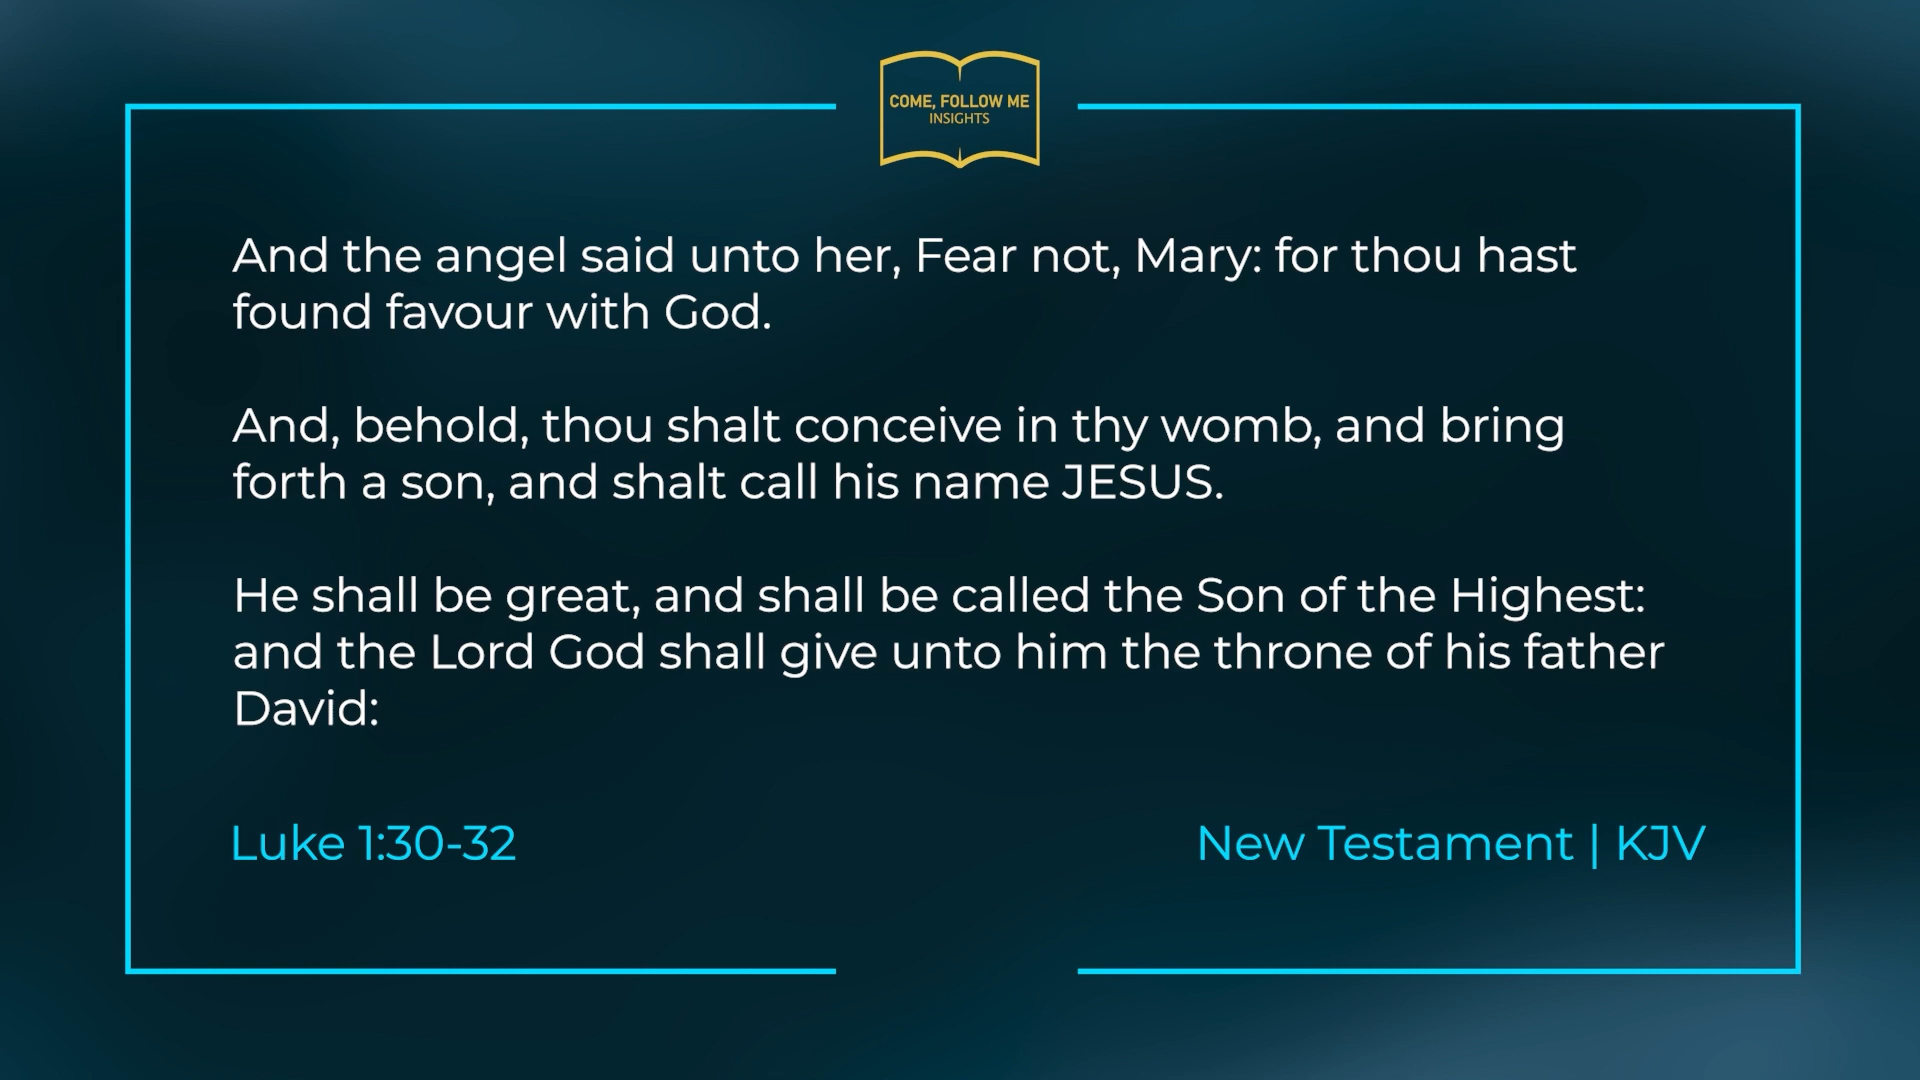 COME, FOLLOW ME
INSIGHTS
And the angel said unto her, Fear not, Mary: for thou hast
found favour with God.
And, behold, thou shalt conceive in thy womb, and bring
forth a son, and shalt call his name JESUS.
He shall be great, and shall be called the Son of the Highest:
and the Lord God shall give unto him the throne of his father
David:
Luke 1:30-32
New Testament | KJV